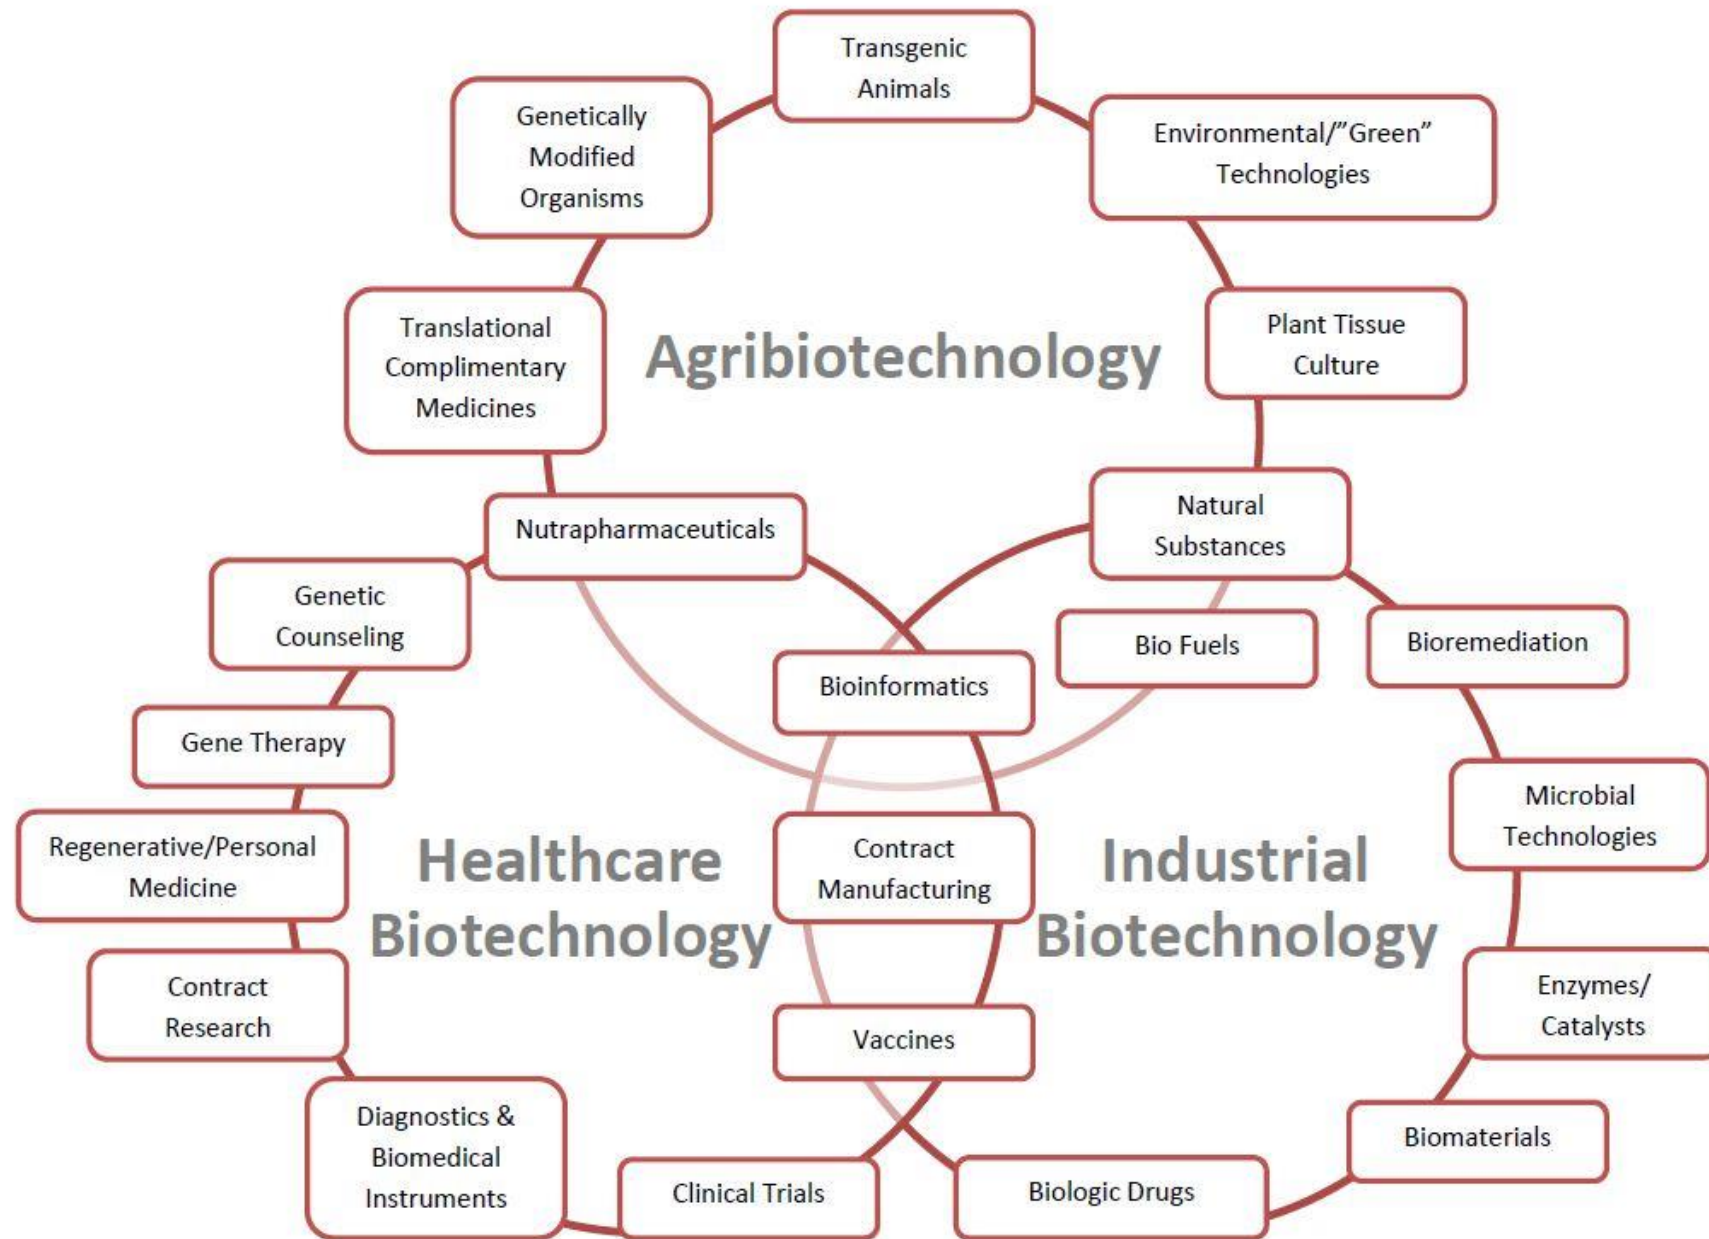 Transgenic
Animals
Genetically
Modified
Organisms
Environmental/”Green”
Technologies
Translational
Complimentary
Medicines
Agribiotechnology
Plant Tissue
Culture
Nutrapharmaceuticals
Natural
Substances
Genetic
Counseling
Bioinformatics
Bio Fuels
Bioremediation
Gene Therapy
Regenerative/Personal
Medicine
Healthcare
Biotechnology
Contract
Manufacturing
Industrial
Biotechnology
Microbial
Technologies
Contract
Research
Vaccines
Enzymes/
Catalysts
Diagnostics &
Biomedical
Instruments
Clinical Trials
Biologic Drugs
Biomaterials